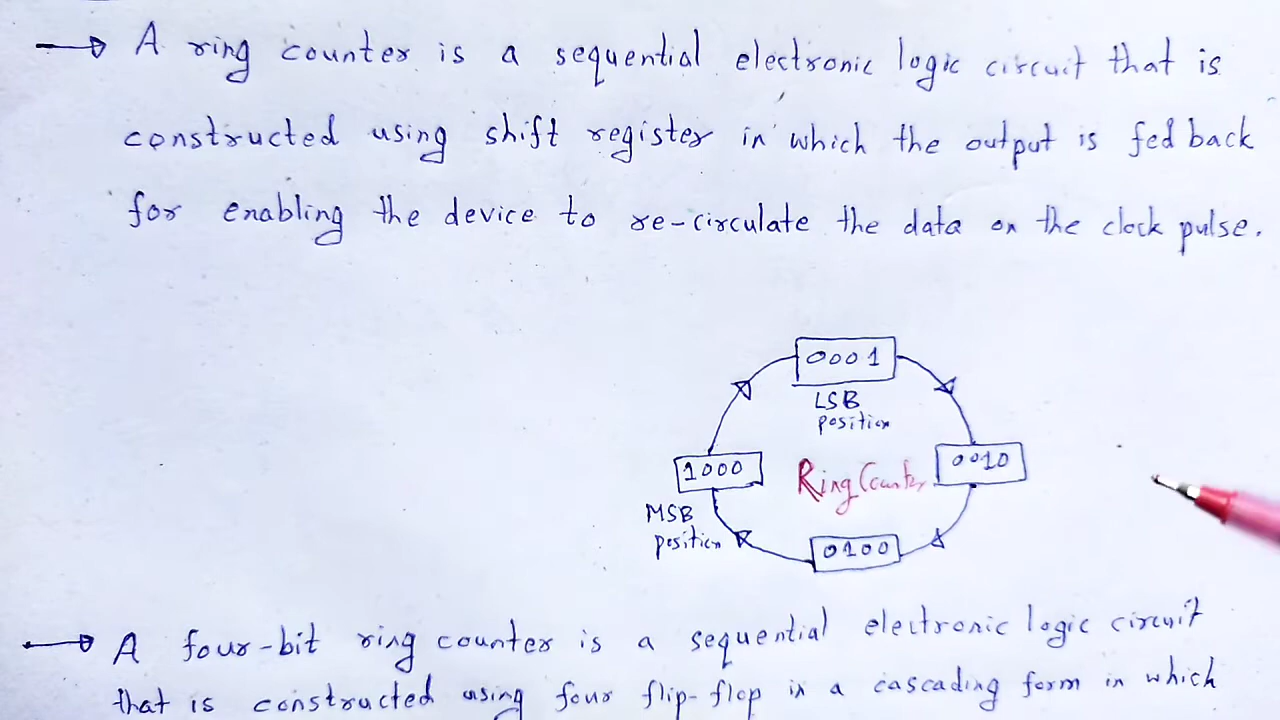 A ring counter is a sequential electronic logic circuit that is
constructed using shift register in which the output is fed back
for enabling the device to re-circulate the data on the clock pulse.
0001
LSB
position
1000
Ring Counter
0010
MSB
position
0100
A four-bit ring counter is a sequential electronic logic circuit
that is constructed using four flip-flop in a cascading form in which